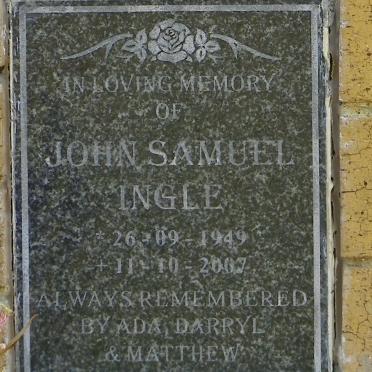 IN LOVING MEMORY
OF
JOHN SAMUEL
INGLE
* 26 - 09 - 1949
+ 11 - 10 - 2007
ALWAYS REMEMBERED
BY ADA, DARRYL
& MATTHEW